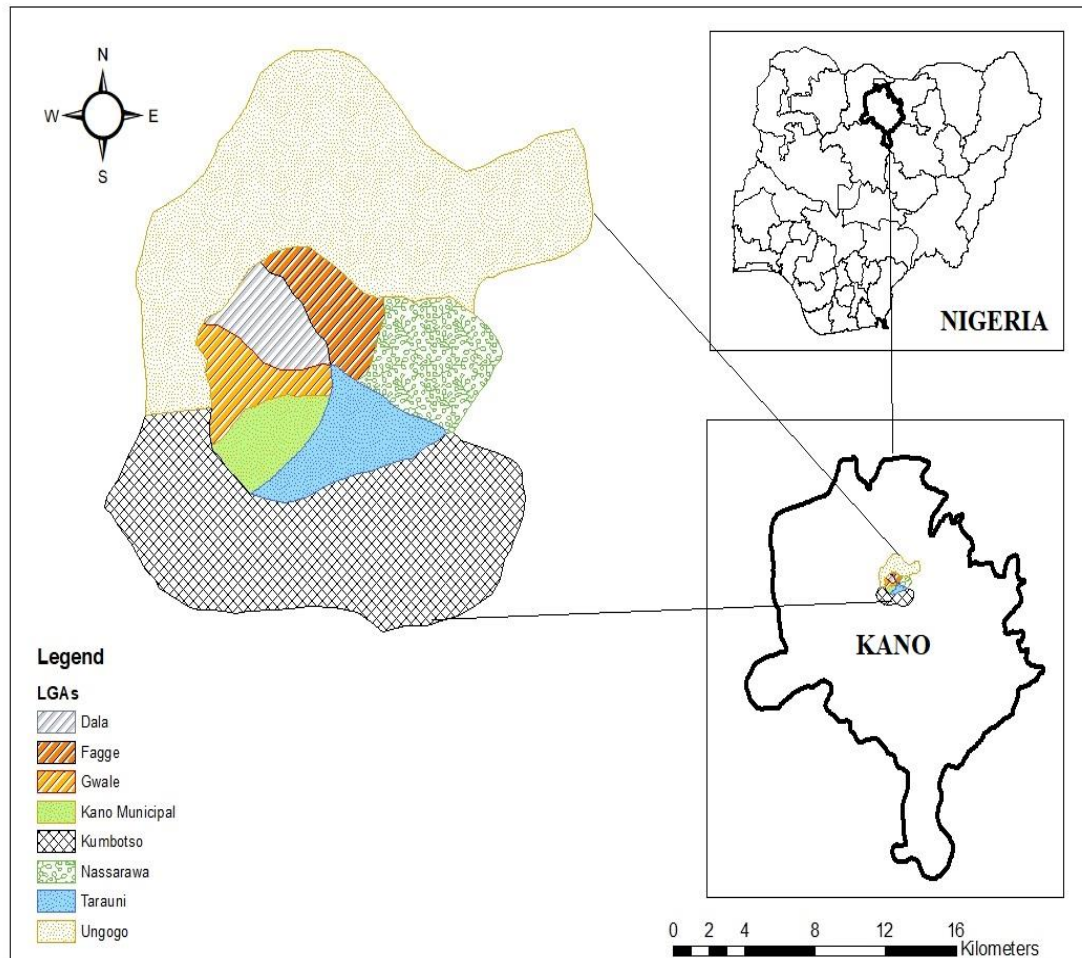 N
W E
S
NIGERIA
KANO
Legend
LGAs
Dala
Fagge
Gwale
Kano Municipal
Kumbotso
Nassarawa
Tarauni
Ungogo
0 2 4 8 12 16
Kilometers